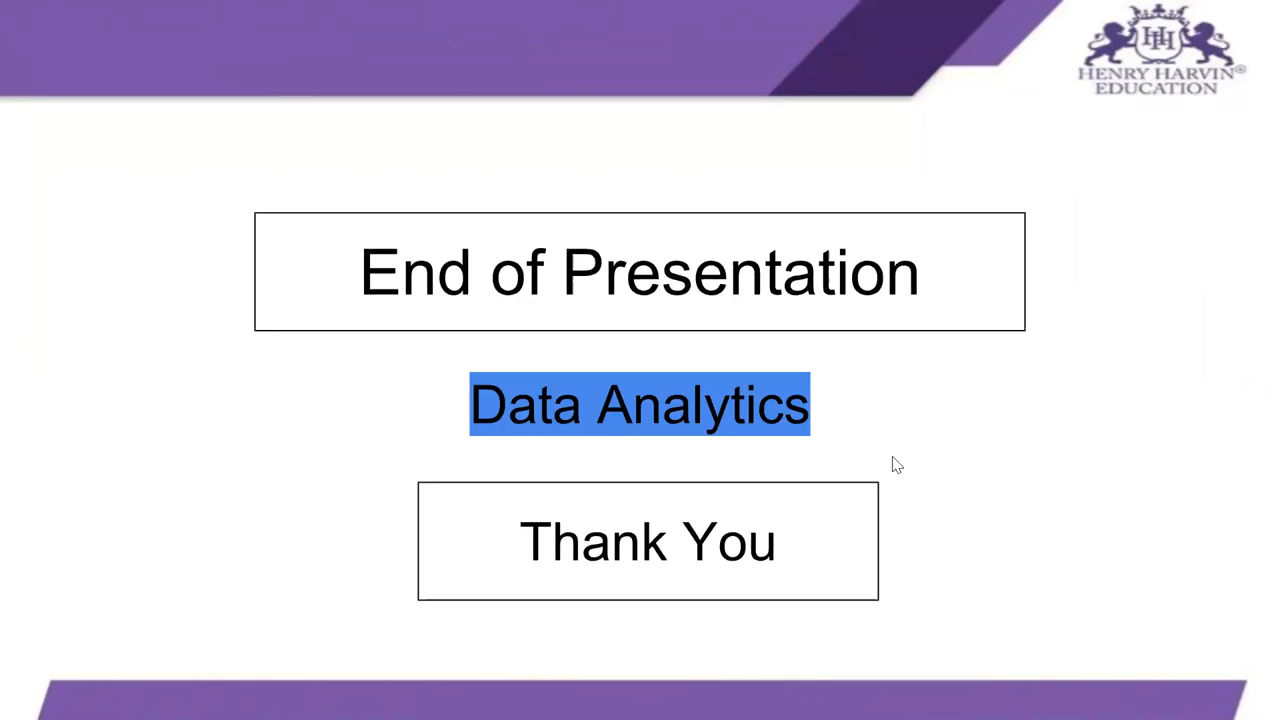 HENRY HARVIN®
EDUCATION
End of Presentation
Data Analytics
Thank You